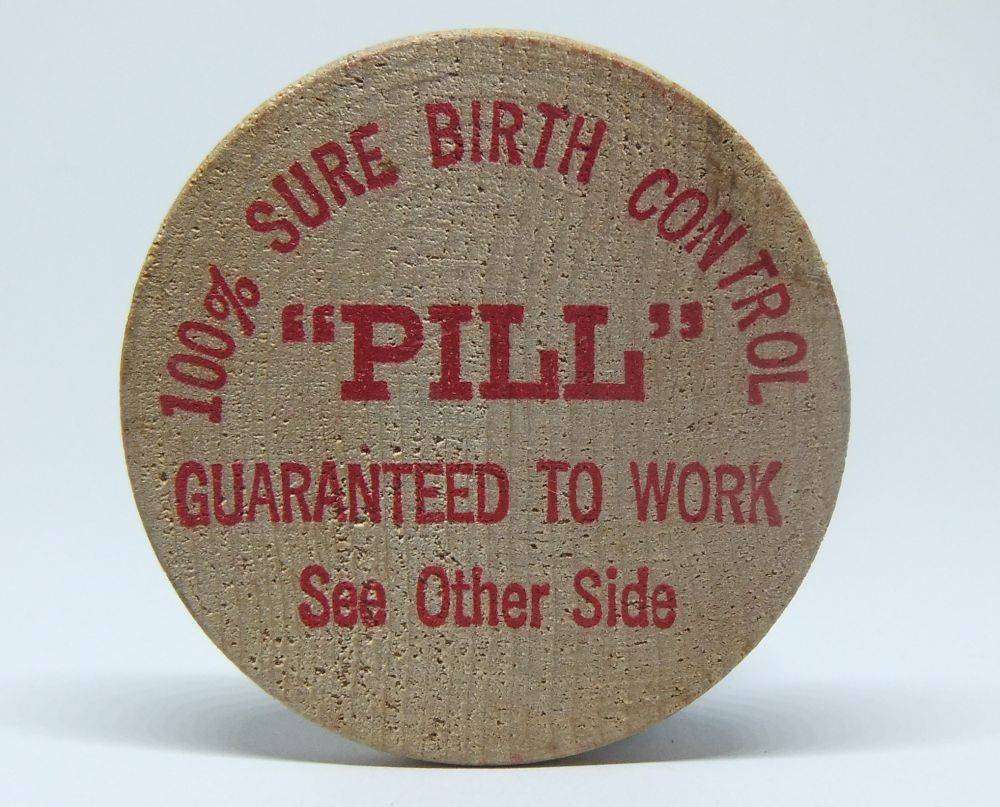 100% SURE BIRTH CONTROL
“PILL”
GUARANTEED TO WORK
See Other Side